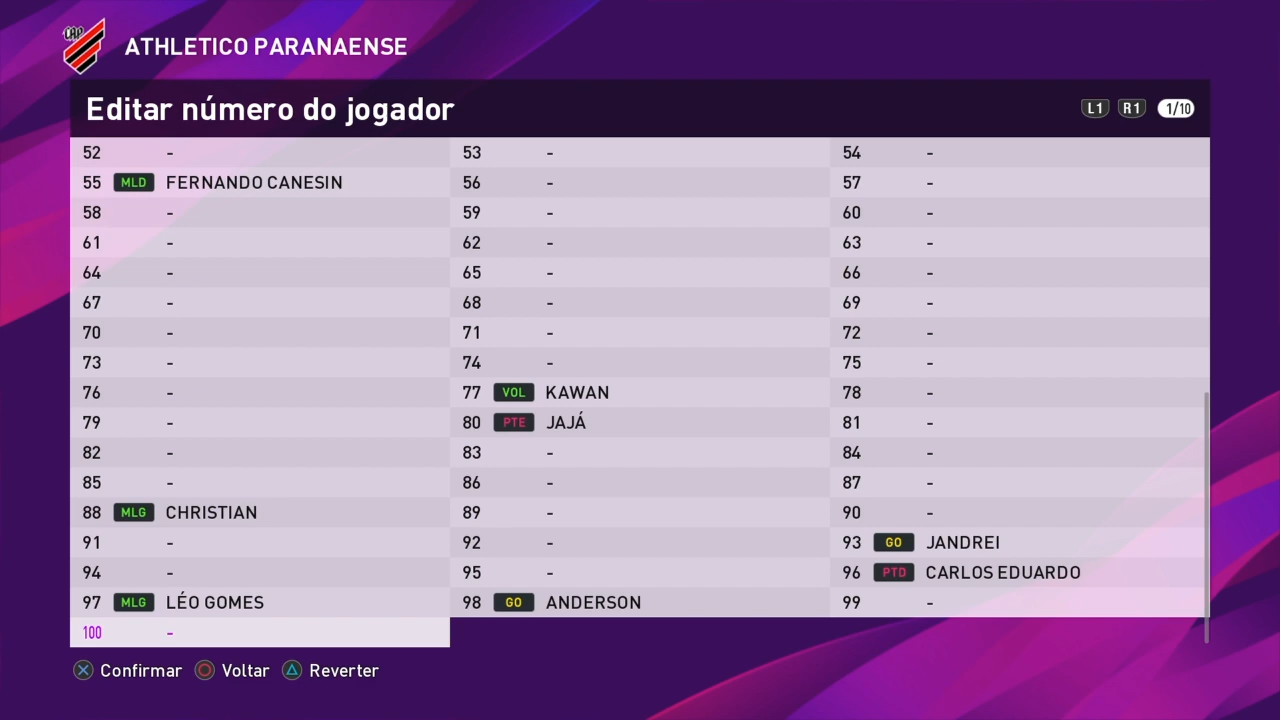 CAP
ATHLETICO PARANAENSE
Editar número do jogador
L1 R1 1/10
52 - 53 - 54 -
55 MLD FERNANDO CANESIN 56 - 57 -
58 - 59 - 60 -
61 - 62 - 63 -
64 - 65 - 66 -
67 - 68 - 69 -
70 - 71 - 72 -
73 - 74 - 75 -
76 - 77 VOL KAWAN 78 -
79 - 80 PTE JAJÁ 81 -
82 - 83 - 84 -
85 - 86 - 87 -
88 MLG CHRISTIAN 89 - 90 -
91 - 92 - 93 GO JANDREI
94 - 95 - 96 PTD CARLOS EDUARDO
97 MLG LÉO GOMES 98 GO ANDERSON 99 -
100 -
Confirmar Voltar Reverter